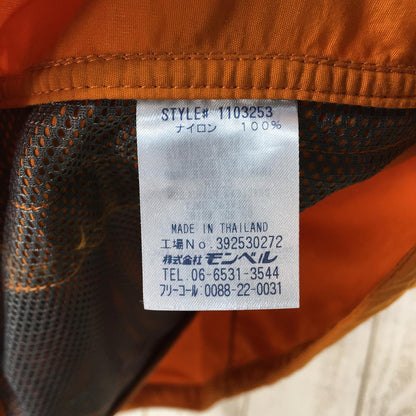 STYLE# 1103253
ナイロン 100%
MADE IN THAILAND
工場No.392530272
株式会社 モンベル
TEL. 06-6531-3544
フリーコール 0088-22-0031